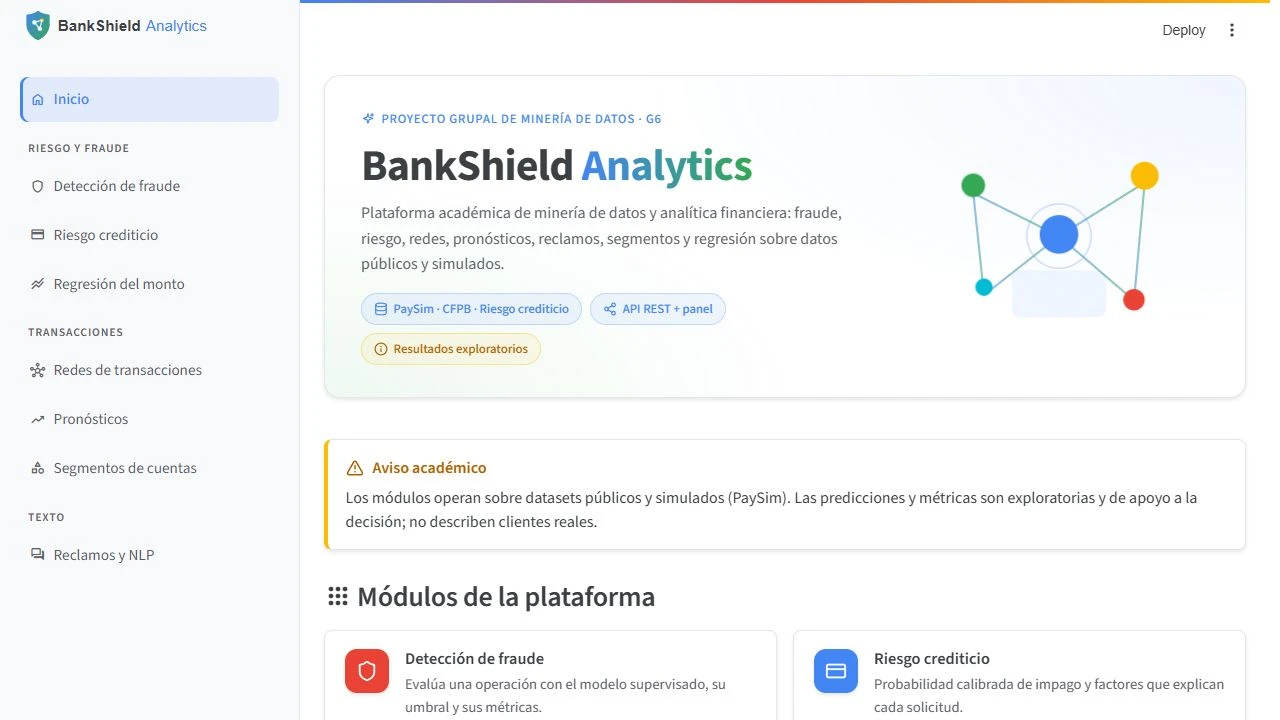 BankShield Analytics
Deploy
Inicio
RIESGO Y FRAUDE
Detección de fraude
Riesgo crediticio
Regresión del monto
TRANSACCIONES
Redes de transacciones
Pronósticos
Segmentos de cuentas
TEXTO
Reclamos y NLP
PROYECTO GRUPAL DE MINERÍA DE DATOS · G6
BankShield Analytics
Plataforma académica de minería de datos y analítica financiera: fraude,
riesgo, redes, pronósticos, reclamos, segmentos y regresión sobre datos
públicos y simulados.
PaySim · CFPB · Riesgo crediticio
API REST + panel
Resultados exploratorios
Aviso académico
Los módulos operan sobre datasets públicos y simulados (PaySim). Las predicciones y métricas son exploratorias y de apoyo a la
decisión; no describen clientes reales.
Módulos de la plataforma
Detección de fraude
Evalúa una operación con el modelo supervisado, su
umbral y sus métricas.
Riesgo crediticio
Probabilidad calibrada de impago y factores que explican
cada solicitud.